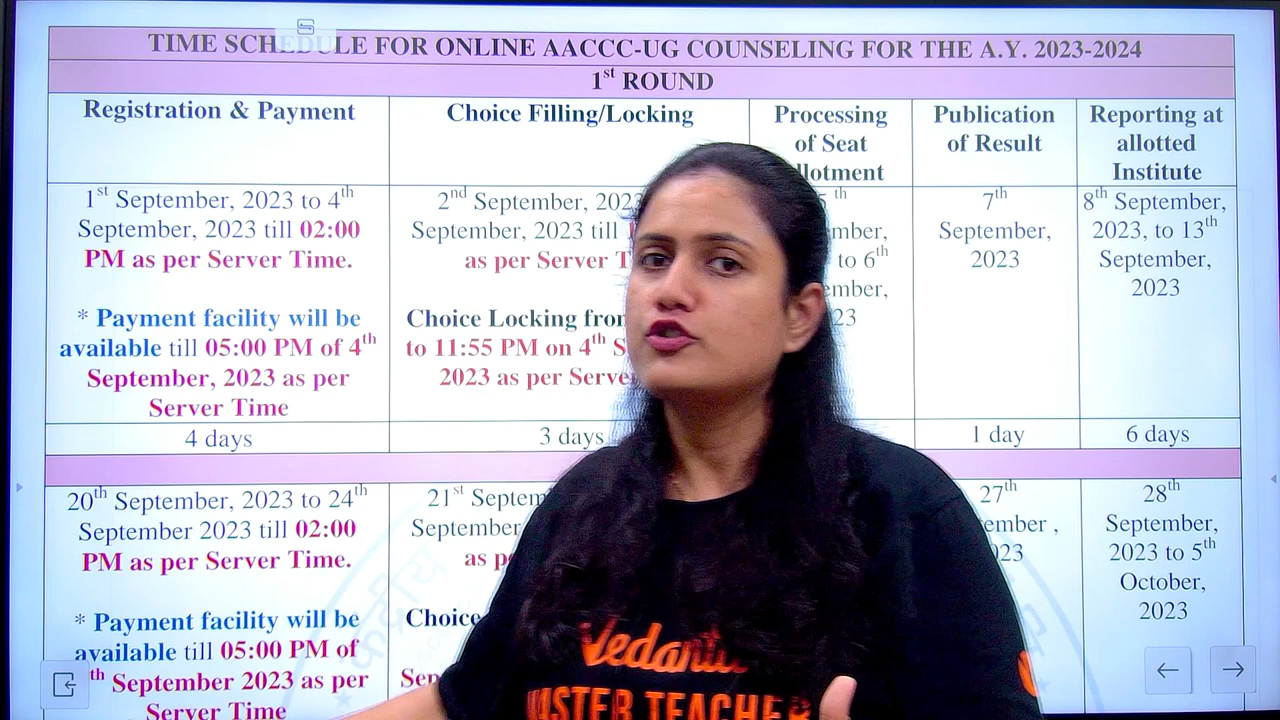 TIME SCHEDULE FOR ONLINE AACCC-UG COUNSELING FOR THE A.Y. 2023-2024
1st ROUND
Registration & Payment
Choice Filling/Locking
Processing
of Seat
llotment
Publication
of Result
Reporting at
allotted
Institute
1st September, 2023 to 4th
September, 2023 till 02:00
PM as per Server Time.
* Payment facility will be
available till 05:00 PM of 4th
September, 2023 as per
Server Time
2nd September, 202
September, 2023 till
as per Server T
Choice Locking fro
to 11:55 PM on 4th S
2023 as per Serve
th
mber,
to 6th
ember,
23
7th
September,
2023
8th September,
2023, to 13th
September,
2023
4 days
3 days
1 day
6 days
20th September, 2023 to 24th
September 2023 till 02:00
PM as per Server Time.
* Payment facility will be
available till 05:00 PM of
th September 2023 as per
Server Time
21st Septem
September
as p
Choice
Sep
27th
ember ,
23
28th
September,
2023 to 5th
October,
2023
Vedantu
MASTER TEACHER